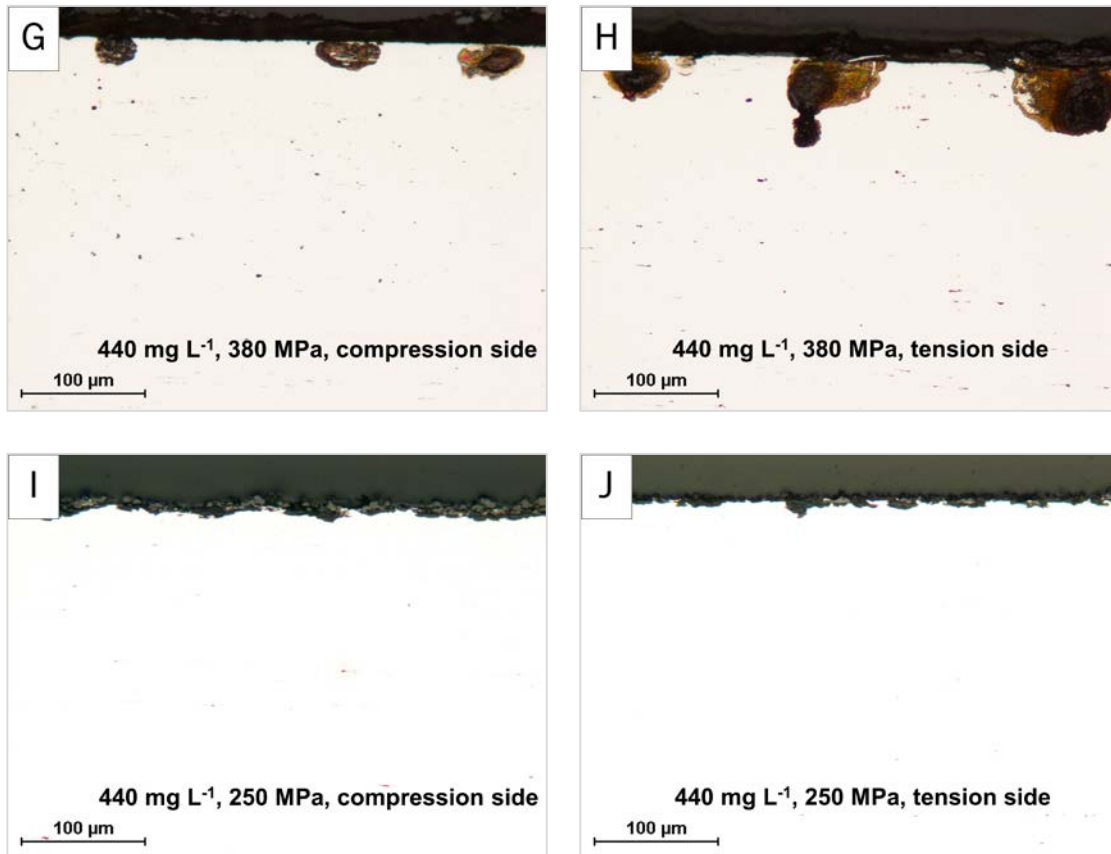 G
440 mg L⁻¹, 380 MPa, compression side
100 µm
H
440 mg L⁻¹, 380 MPa, tension side
100 µm
I
440 mg L⁻¹, 250 MPa, compression side
100 µm
J
440 mg L⁻¹, 250 MPa, tension side
100 µm